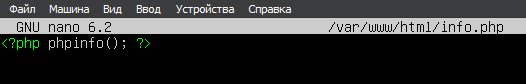 Файл Машина Вид Ввод Устройства Справка
GNU nano 6.2 /var/www/html/info.php
<?php phpinfo(); ?>